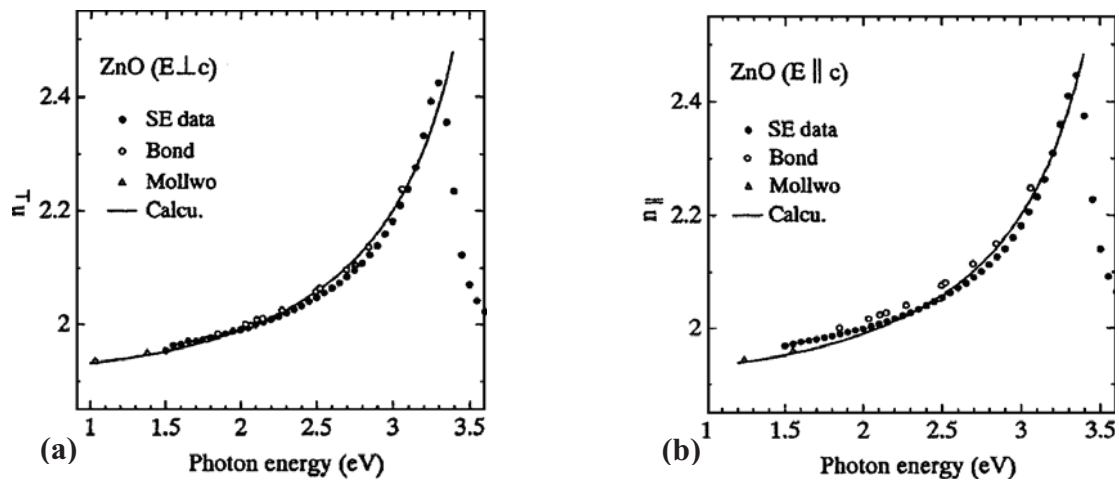 ZnO (E⊥c)
SE data
Bond
Mollwo
Calcu.
n⊥
2.4
2.2
2
1 1.5 2 2.5 3 3.5
Photon energy (eV)
(a)
ZnO (E ∥ c)
SE data
Bond
Mollwo
Calcu.
n∥
2.4
2.2
2
1 1.5 2 2.5 3 3.5
Photon energy (eV)
(b)